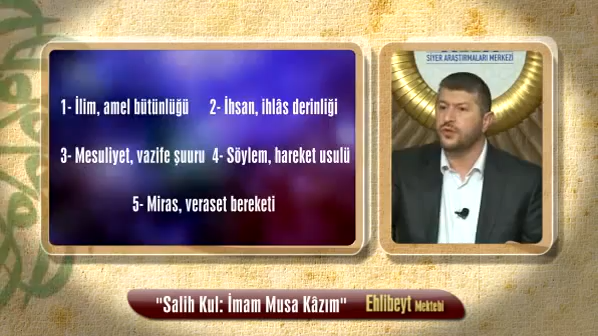 1- İlim, amel bütünlüğü 2- İhsan, ihlâs derinliği
3- Mesuliyet, vazife şuuru 4- Söylem, hareket usulü
5- Miras, veraset bereketi
SİYER ARAŞTIRMALARI MERKEZİ
"Salih Kul: İmam Musa Kâzım" Ehlibeyt Mektebi